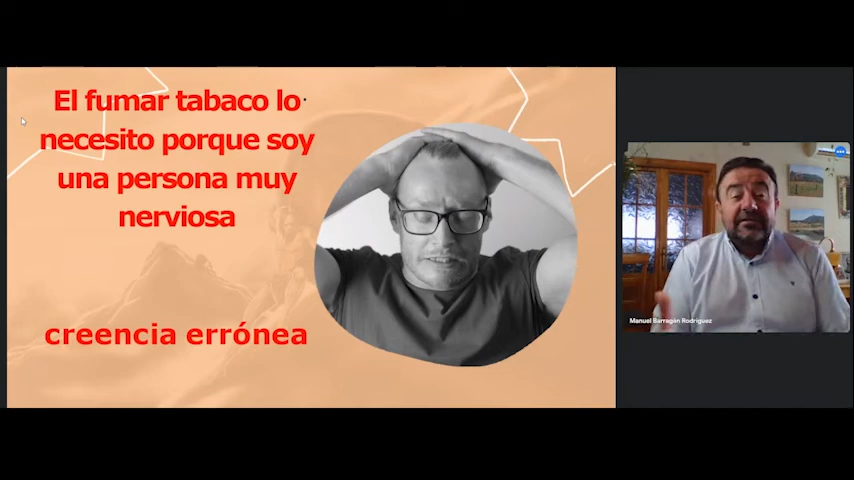 El fumar tabaco lo
necesito porque soy
una persona muy
nerviosa
creencia errónea
Manuel Barragán Rodríguez